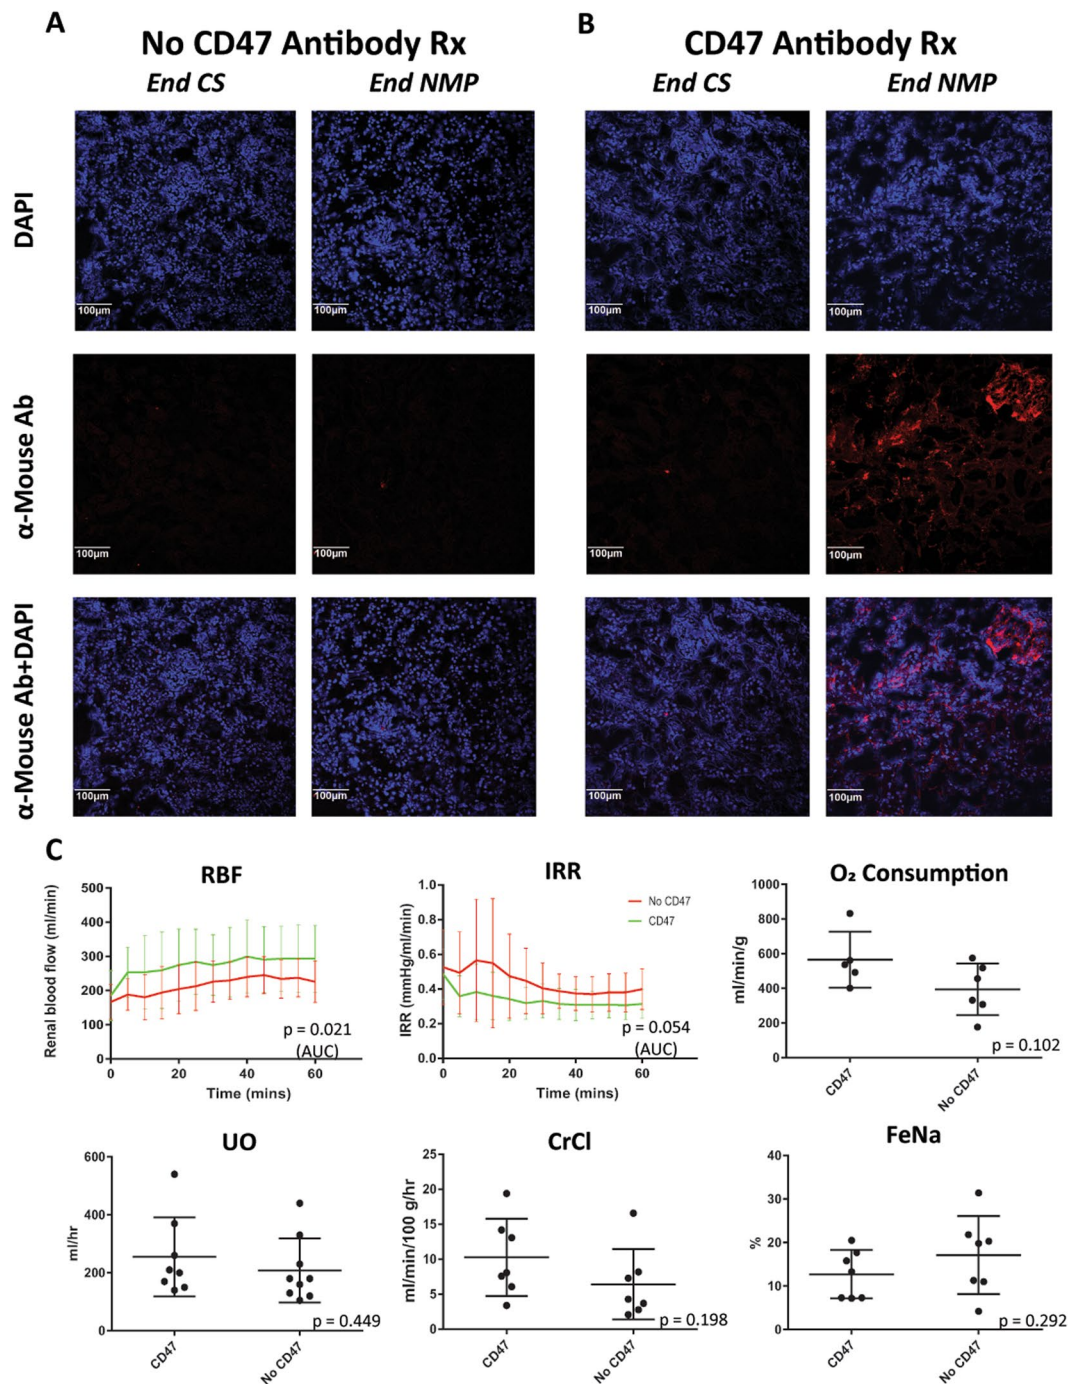 A
No CD47 Antibody Rx
End CS
End NMP
B
CD47 Antibody Rx
End CS
End NMP
DAPI
100µm
100µm
100µm
100µm
α-Mouse Ab
100µm
100µm
100µm
100µm
α-Mouse Ab+DAPI
100µm
100µm
100µm
100µm
C
RBF
Renal blood flow (ml/min)
500
400
300
200
100
0
0
20
40
60
Time (mins)
p = 0.021
(AUC)
IRR
IRR (mmHg/ml/min)
1.0
0.8
0.6
0.4
0.2
0.0
0
20
40
60
Time (mins)
No CD47
CD47
p = 0.054
(AUC)
O₂ Consumption
ml/min/g
1000
800
600
400
200
0
CD47
No CD47
p = 0.102
UO
ml/hr
600
400
200
0
CD47
No CD47
p = 0.449
CrCl
ml/min/100 g/hr
25
20
15
10
5
0
CD47
No CD47
p = 0.198
FeNa
%
40
30
20
10
0
CD47
No CD47
p = 0.292